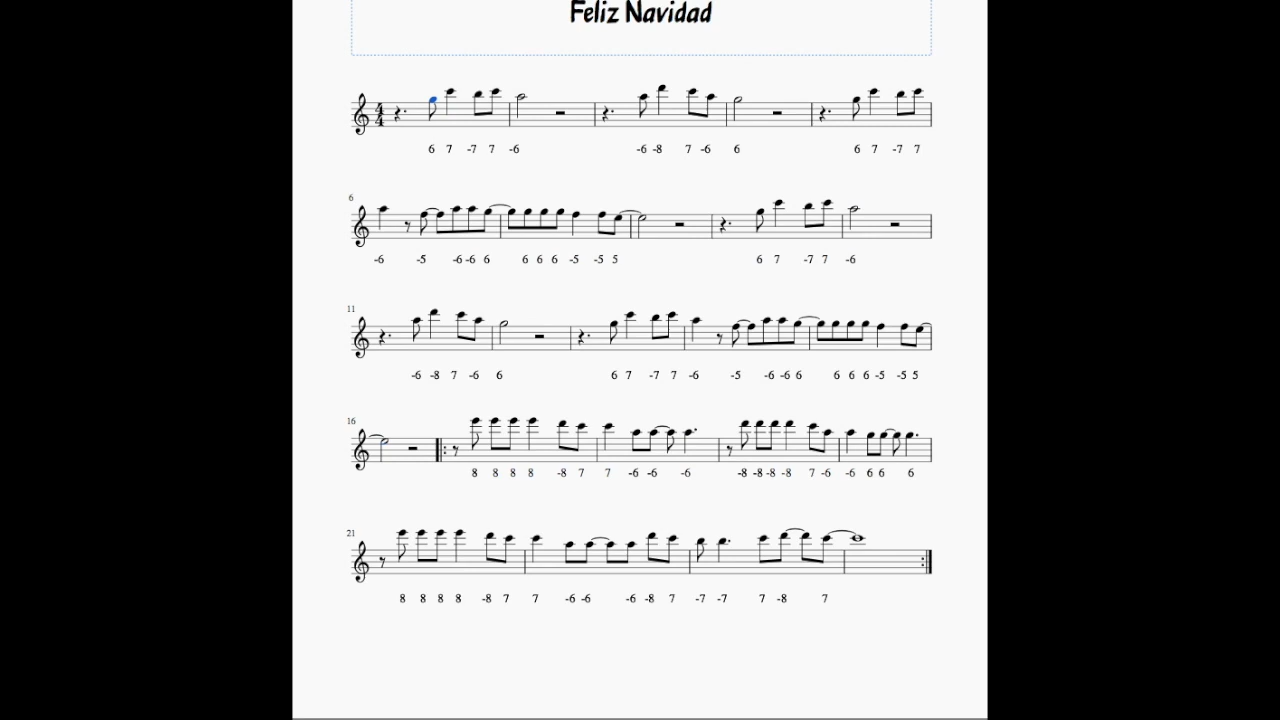 Feliz Navidad
4
4
6 7 -7 7 -6 -6 -8 7 -6 6 6 7 -7 7
6
-6 -5 -6 -6 6 6 6 6 -5 -5 5 6 7 -7 7 -6
11
-6 -8 7 -6 6 6 7 -7 7 -6 -5 -6 -6 6 6 6 6 -5 -5 5
16
8 8 8 8 -8 7 7 -6 -6 -6 -8 -8 -8 -8 7 -6 -6 6 6 6
21
8 8 8 8 -8 7 7 -6 -6 -6 -8 7 -7 -7 7 -8 7